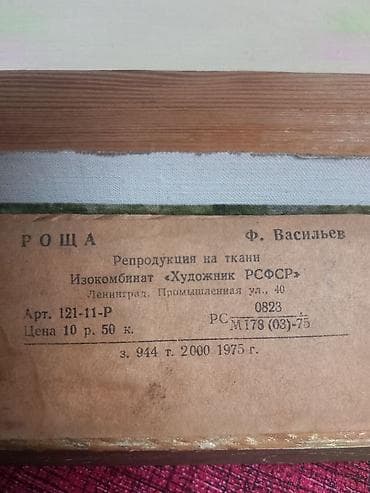 РОЩА Ф. Васильев
Репродукция на ткани
Изокомбинат «Художник РСФСР»
Ленинград, Промышленная ул., 40
Арт. 121-11-Р
Цена 10 р. 50 к.
РС 0823
М178 (03)-75
з. 944 т. 2000 1975 г.